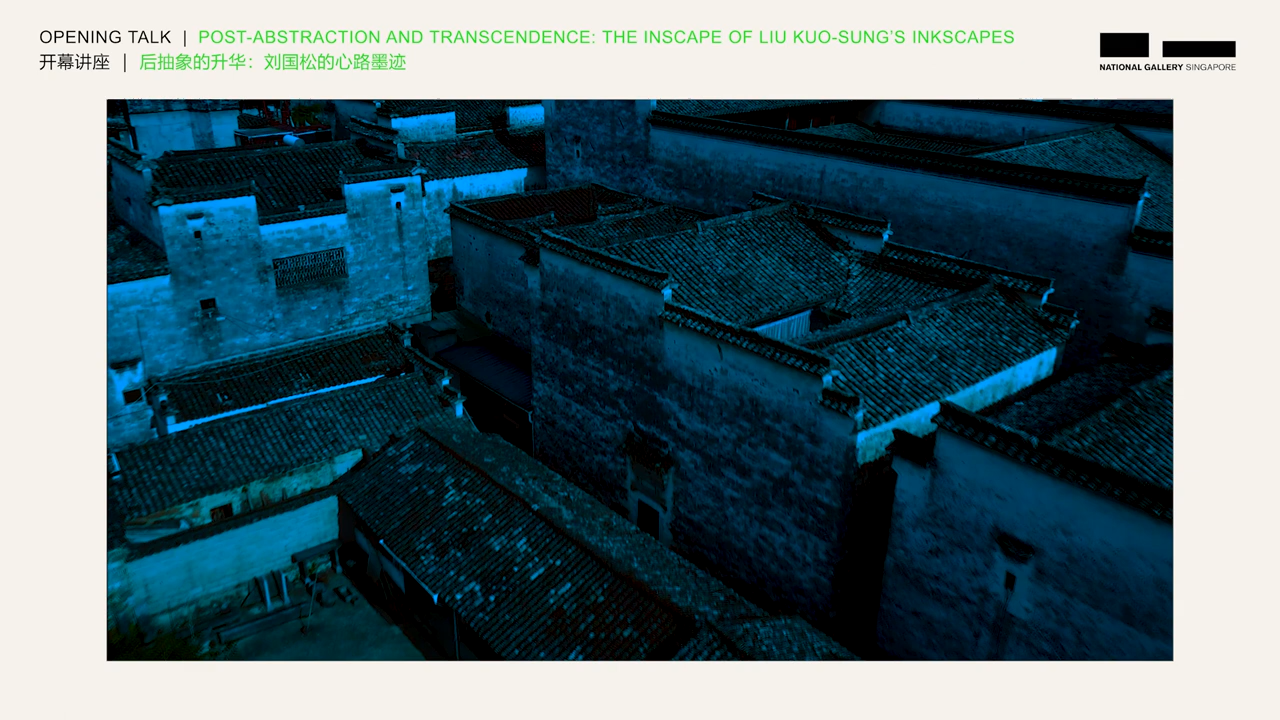 OPENING TALK | POST-ABSTRACTION AND TRANSCENDENCE: THE INSCAPE OF LIU KUO-SUNG’S INKSCAPES
开幕讲座 | 后抽象的升华：刘国松的心路墨迹
NATIONAL GALLERY SINGAPORE